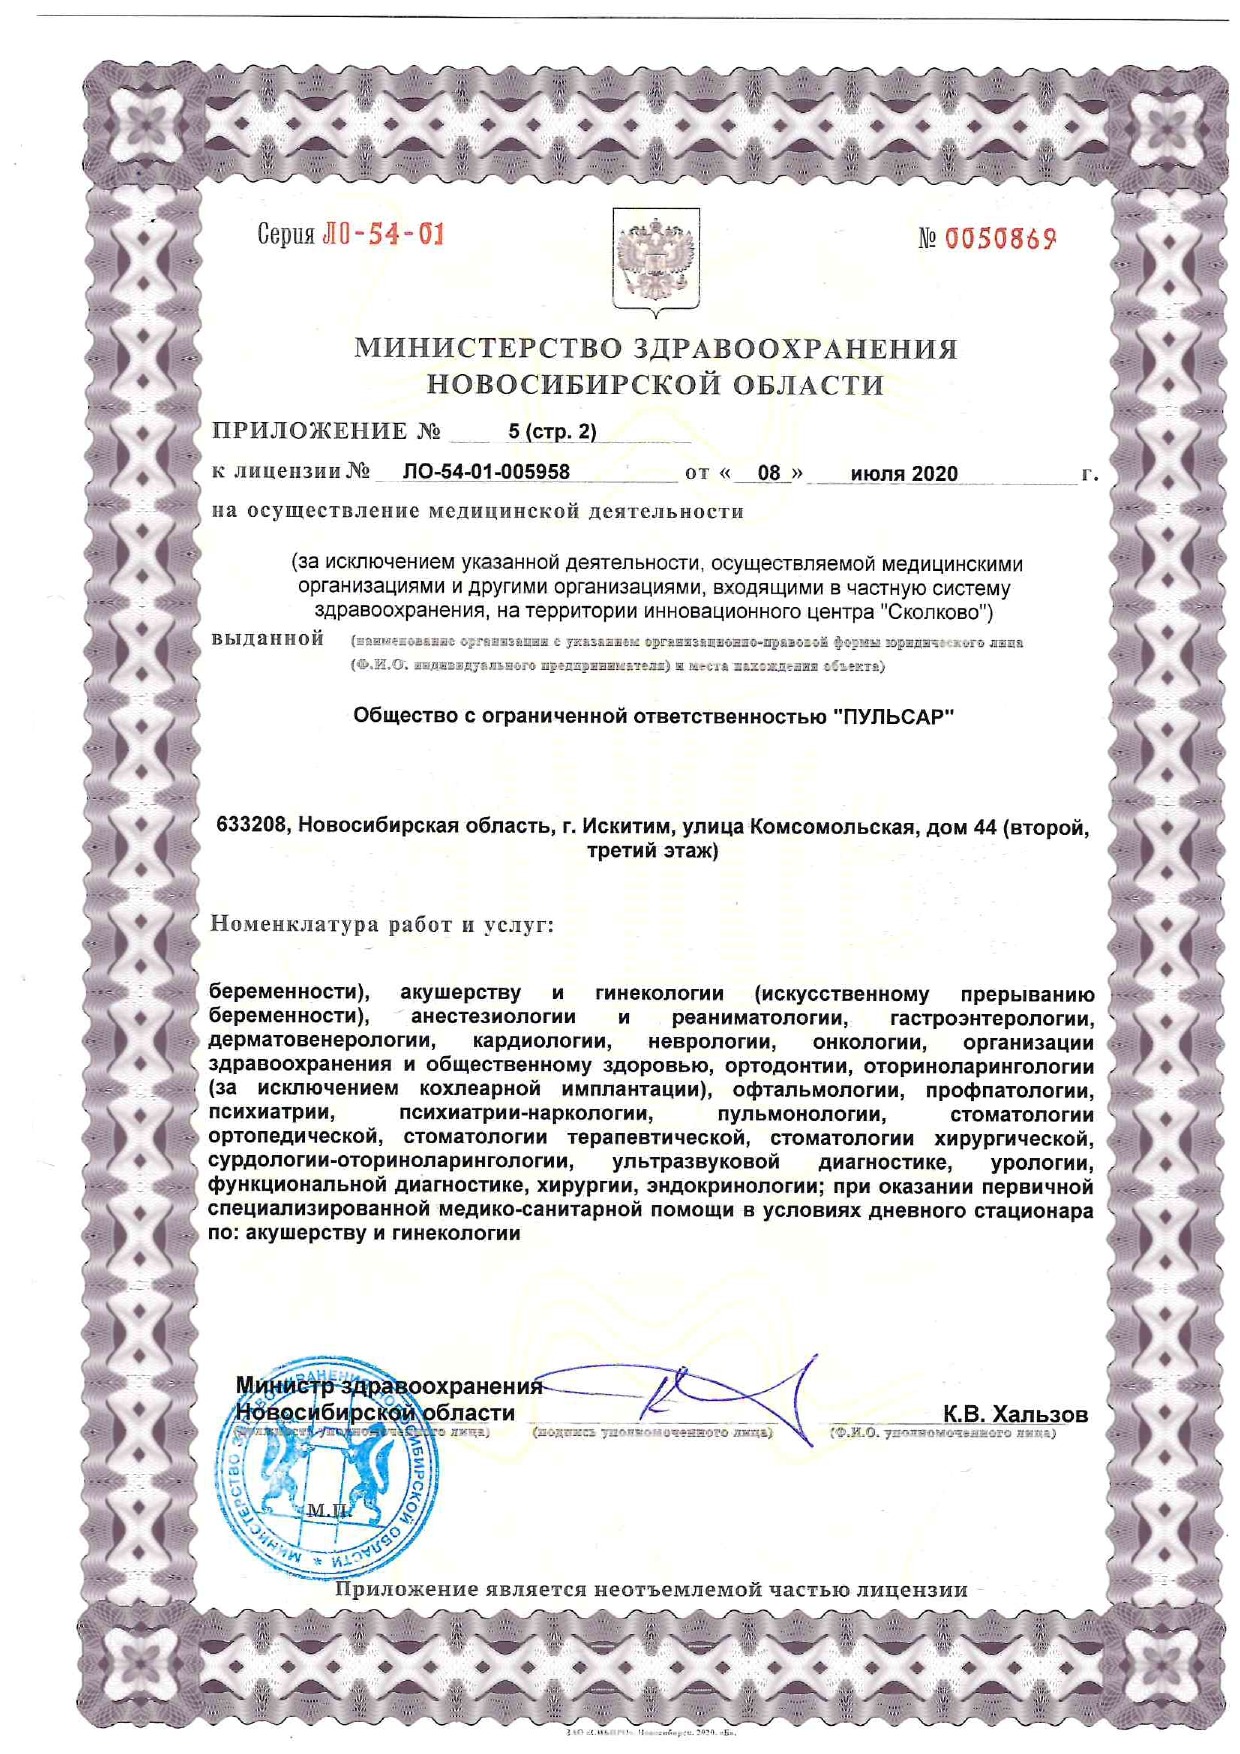 Серия ЛО-54-01
№ 0050869
МИНИСТЕРСТВО ЗДРАВООХРАНЕНИЯ
НОВОСИБИРСКОЙ ОБЛАСТИ
ПРИЛОЖЕНИЕ № 5 (стр. 2)
к лицензии № ЛО-54-01-005958 от « 08 » июля 2020 г.
на осуществление медицинской деятельности
(за исключением указанной деятельности, осуществляемой медицинскими
организациями и другими организациями, входящими в частную систему
здравоохранения, на территории инновационного центра "Сколково")
выданной (наименование организации с указанием организационно-правовой формы юридического лица
(Ф.И.О. индивидуального предпринимателя) и места нахождения объекта)
Общество с ограниченной ответственностью "ПУЛЬСАР"
633208, Новосибирская область, г. Искитим, улица Комсомольская, дом 44 (второй,
третий этаж)
Номенклатура работ и услуг:
беременности), акушерству и гинекологии (искусственному прерыванию
беременности), анестезиологии и реаниматологии, гастроэнтерологии,
дерматовенерологии, кардиологии, неврологии, онкологии, организации
здравоохранения и общественному здоровью, ортодонтии, оториноларингологии
(за исключением кохлеарной имплантации), офтальмологии, профпатологии,
психиатрии, психиатрии-наркологии, пульмонологии, стоматологии
ортопедической, стоматологии терапевтической, стоматологии хирургической,
сурдологии-оториноларингологии, ультразвуковой диагностике, урологии,
функциональной диагностике, хирургии, эндокринологии; при оказании первичной
специализированной медико-санитарной помощи в условиях дневного стационара
по: акушерству и гинекологии
Министр здравоохранения
Новосибирской области К.В. Хальзов
(должность уполномоченного лица) (подпись уполномоченного лица) (Ф.И.О. уполномоченного лица)
МИНИСТЕРСТВО ЗДРАВООХРАНЕНИЯ НОВОСИБИРСКОЙ ОБЛАСТИ *
М.П.
Приложение является неотъемлемой частью лицензии